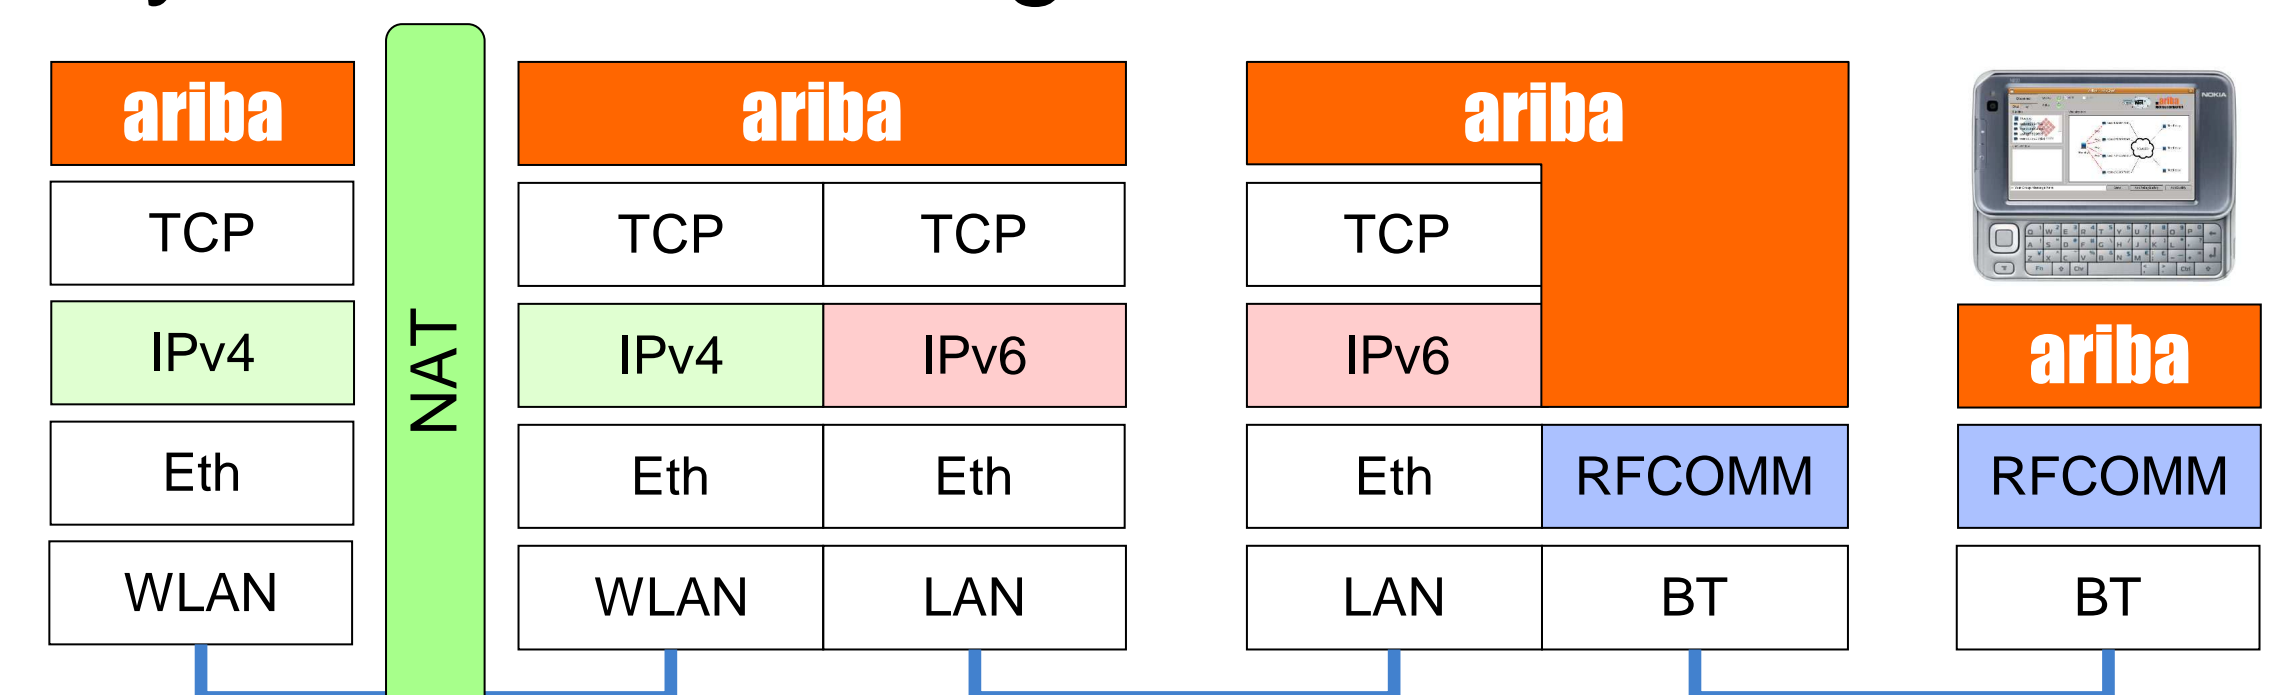 ariba ariba ariba
TCP TCP TCP TCP
NOKIA
IPv4 NAT IPv4 IPv6 IPv6 ariba
Eth Eth Eth Eth RFCOMM RFCOMM
WLAN WLAN LAN LAN BT BT